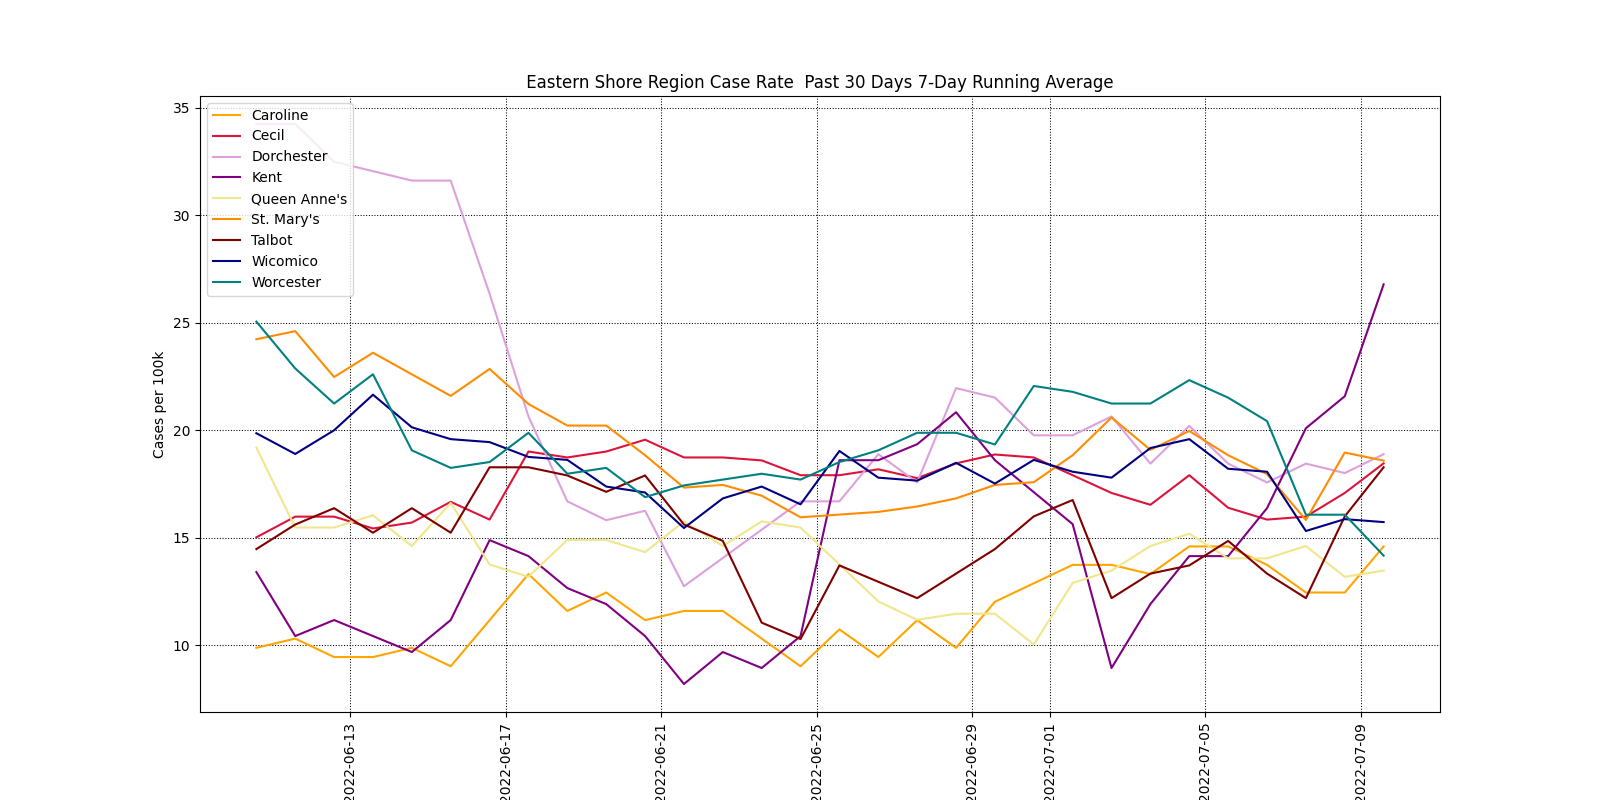 Eastern Shore Region Case Rate  Past 30 Days 7-Day Running Average
35
30
25
20
15
10
Cases per 100k
Caroline
Cecil
Dorchester
Kent
Queen Anne's
St. Mary's
Talbot
Wicomico
Worcester
2022-06-13
2022-06-17
2022-06-21
2022-06-25
2022-06-29
2022-07-01
2022-07-05
2022-07-09